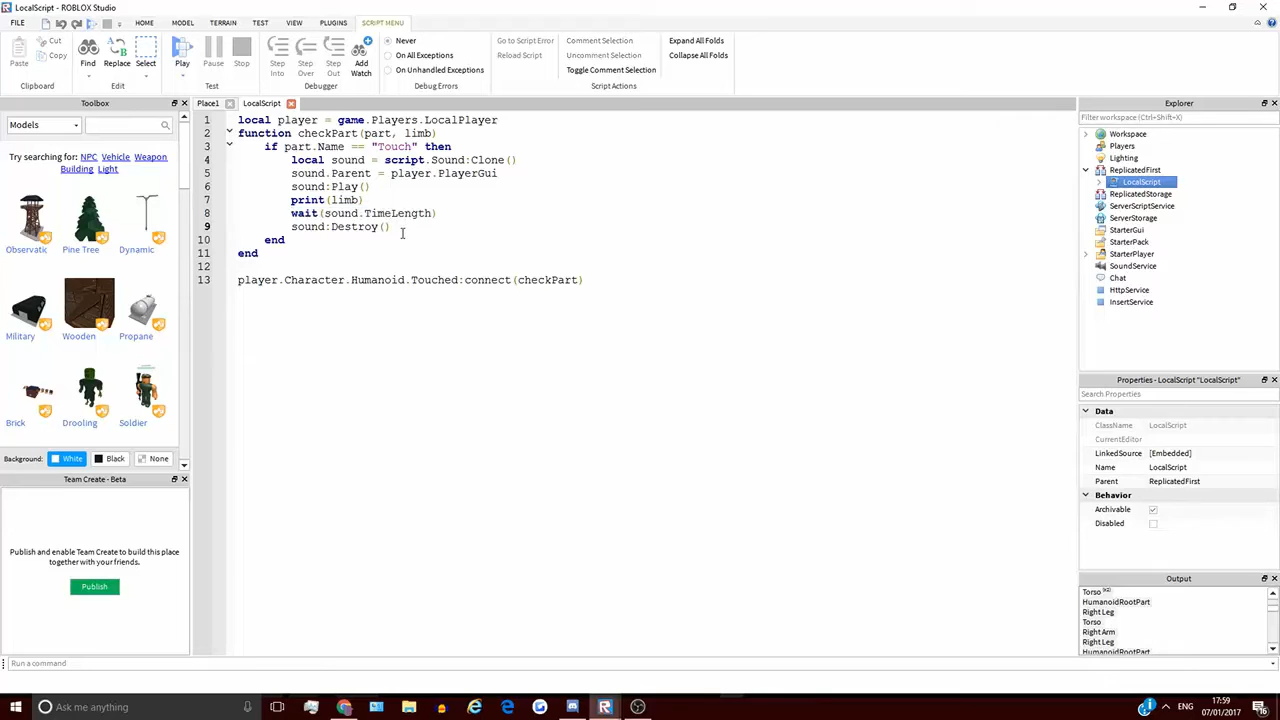 LocalScript - ROBLOX Studio
FILE
HOME
MODEL
TERRAIN
TEST
VIEW
PLUGINS
SCRIPT MENU
Paste
Cut
Copy
Clipboard
Find
Replace
Select
Edit
Play
Pause
Stop
Test
Step Into
Step Over
Step Out
Add Watch
Debugger
Never
On All Exceptions
On Unhandled Exceptions
Debug Errors
Go to Script Error
Reload Script
Comment Selection
Uncomment Selection
Toggle Comment Selection
Script Actions
Expand All Folds
Collapse All Folds
Toolbox
Models
Try searching for: NPC Vehicle Weapon
Building Light
Observatic
Pine Tree
Dynamic
Military
Wooden
Propane
Brick
Drooling
Soldier
Background: White Black None
Team Create - Beta
Publish and enable Team Create to build this place
together with your friends.
Publish
Place1
LocalScript
1 local player = game.Players.LocalPlayer
2 function checkPart(part, limb)
3 if part.Name == "Touch" then
4 local sound = script.Sound:Clone()
5 sound.Parent = player.PlayerGui
6 sound:Play()
7 print(limb)
8 wait(sound.TimeLength)
9 sound:Destroy()
10 end
11 end
12
13 player.Character.Humanoid.Touched:connect(checkPart)
Explorer
Filter workspace (Ctrl+Shift+X)
Workspace
Players
Lighting
ReplicatedFirst
LocalScript
ReplicatedStorage
ServerScriptService
ServerStorage
StarterGui
StarterPack
StarterPlayer
SoundService
Chat
HttpService
InsertService
Properties - LocalScript "LocalScript"
Search Properties
Data
ClassName LocalScript
CurrentEditor
LinkedSource [Embedded]
Name LocalScript
Parent ReplicatedFirst
Behavior
Archivable
Disabled
Output
Torso (x2)
HumanoidRootPart
Right Leg
Torso
Right Arm
Right Leg
HumanoidRootPart
Run a command
Ask me anything
ENG
17:59
07/01/2017